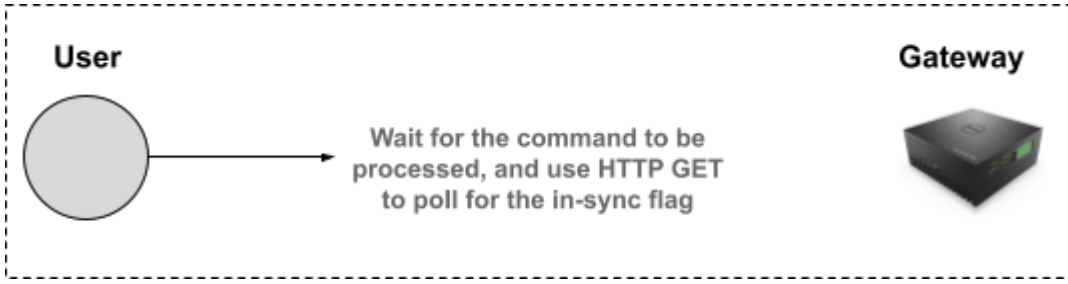 User
Gateway
Wait for the command to be
processed, and use HTTP GET
to poll for the in-sync flag